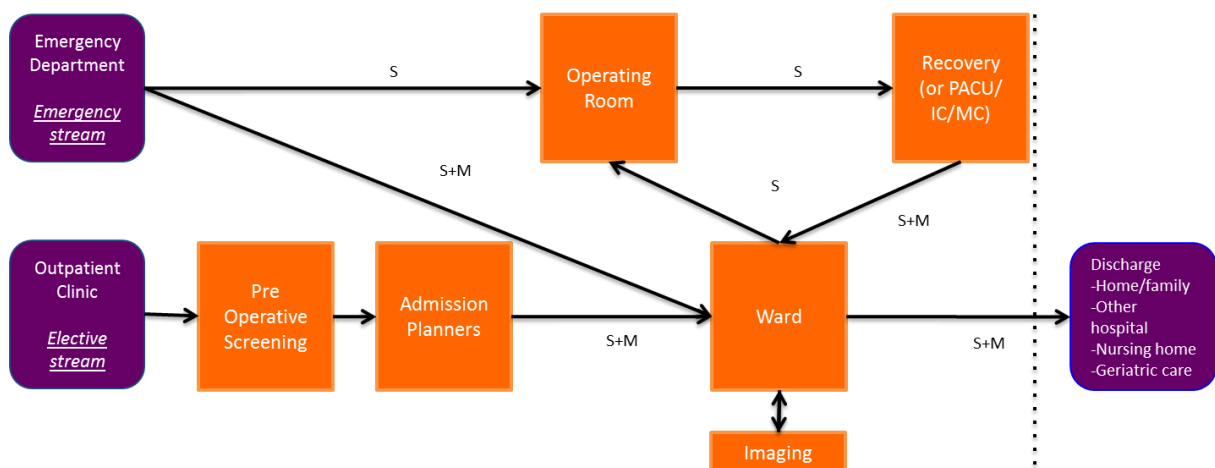 Emergency
Department
Emergency
stream
S
Operating
Room
S
Recovery
(or PACU/
IC/MC)
S+M
S
S+M
Outpatient
Clinic
Elective
stream
Pre
Operative
Screening
Admission
Planners
S+M
Ward
S+M
Discharge
-Home/family
-Other
hospital
-Nursing home
-Geriatric care
Imaging